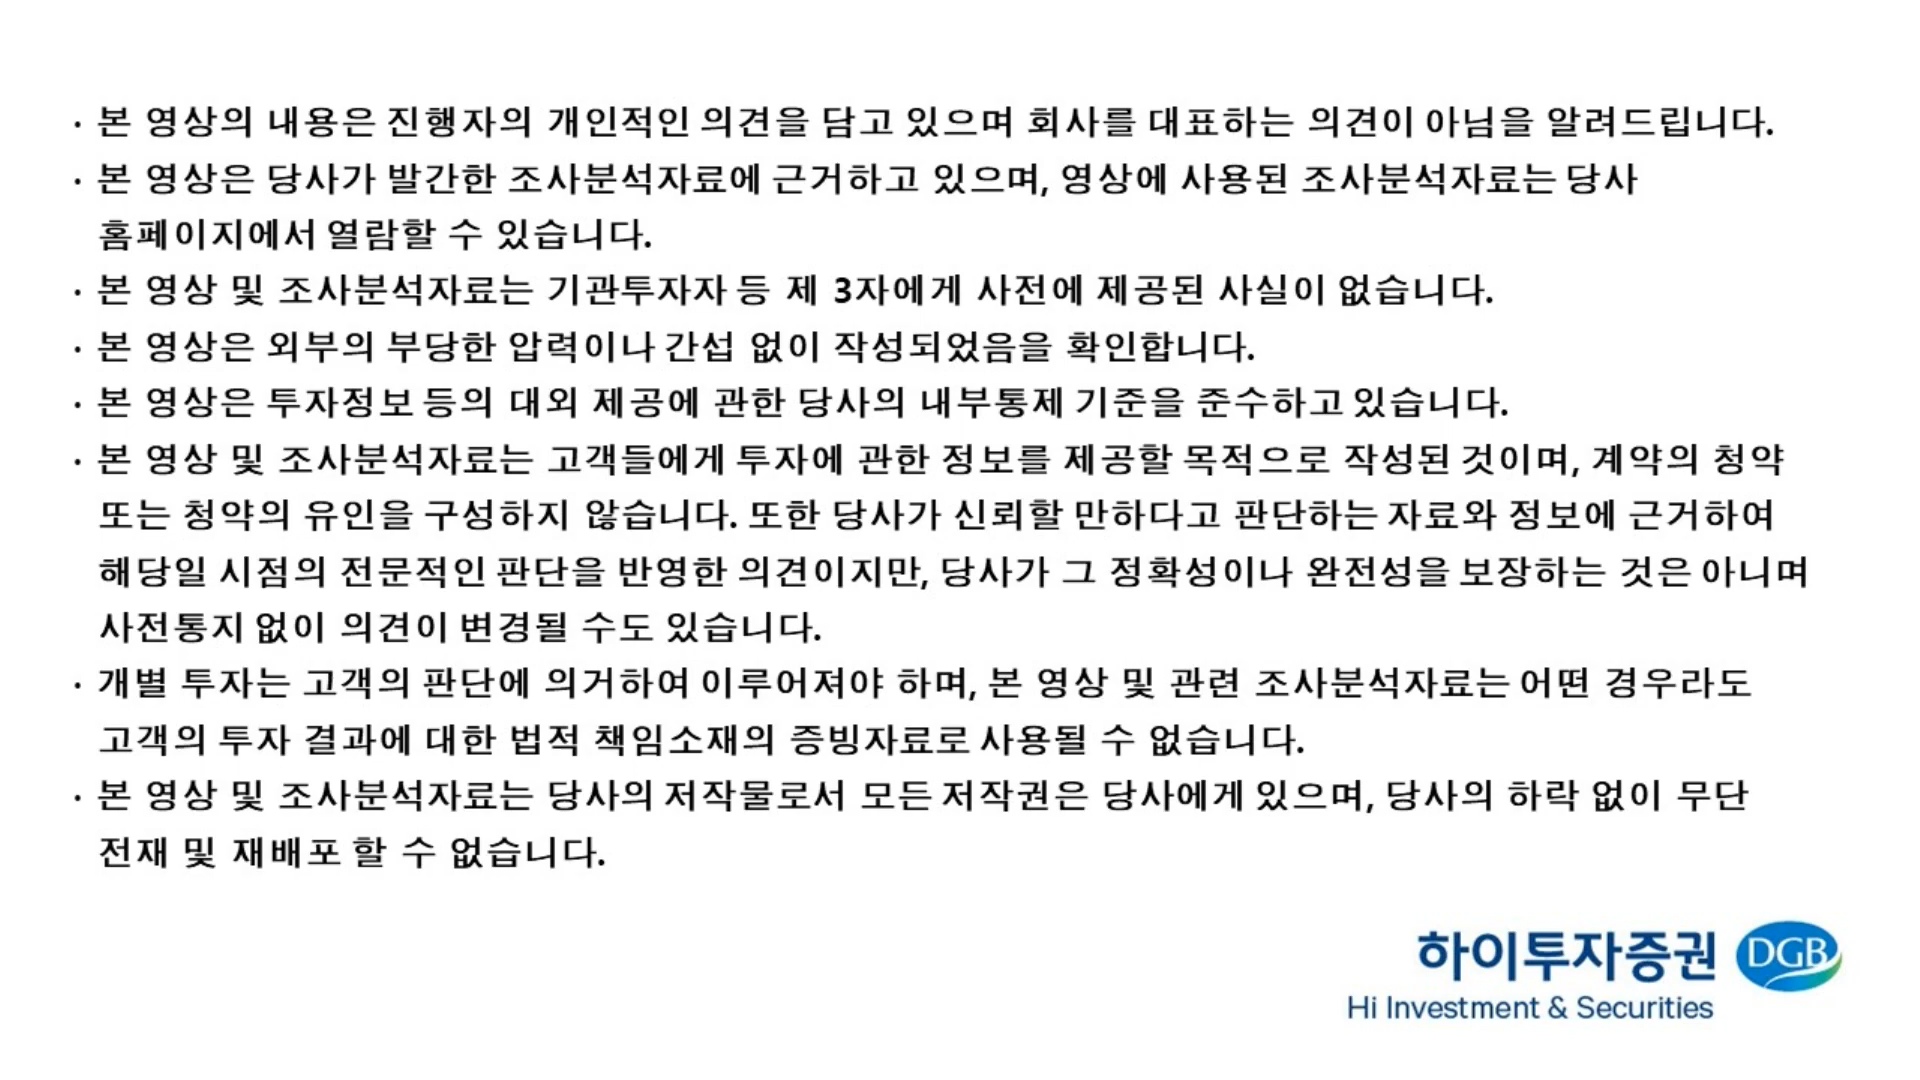 · 본 영상의 내용은 진행자의 개인적인 의견을 담고 있으며 회사를 대표하는 의견이 아님을 알려드립니다.
· 본 영상은 당사가 발간한 조사분석자료에 근거하고 있으며, 영상에 사용된 조사분석자료는 당사
홈페이지에서 열람할 수 있습니다.
· 본 영상 및 조사분석자료는 기관투자자 등 제 3자에게 사전에 제공된 사실이 없습니다.
· 본 영상은 외부의 부당한 압력이나 간섭 없이 작성되었음을 확인합니다.
· 본 영상은 투자정보 등의 대외 제공에 관한 당사의 내부통제 기준을 준수하고 있습니다.
· 본 영상 및 조사분석자료는 고객들에게 투자에 관한 정보를 제공할 목적으로 작성된 것이며, 계약의 청약
또는 청약의 유인을 구성하지 않습니다. 또한 당사가 신뢰할 만하다고 판단하는 자료와 정보에 근거하여
해당일 시점의 전문적인 판단을 반영한 의견이지만, 당사가 그 정확성이나 완전성을 보장하는 것은 아니며
사전통지 없이 의견이 변경될 수도 있습니다.
· 개별 투자는 고객의 판단에 의거하여 이루어져야 하며, 본 영상 및 관련 조사분석자료는 어떤 경우라도
고객의 투자 결과에 대한 법적 책임소재의 증빙자료로 사용될 수 없습니다.
· 본 영상 및 조사분석자료는 당사의 저작물로서 모든 저작권은 당사에게 있으며, 당사의 하락 없이 무단
전재 및 재배포 할 수 없습니다.
하이투자증권 DGB
Hi Investment & Securities